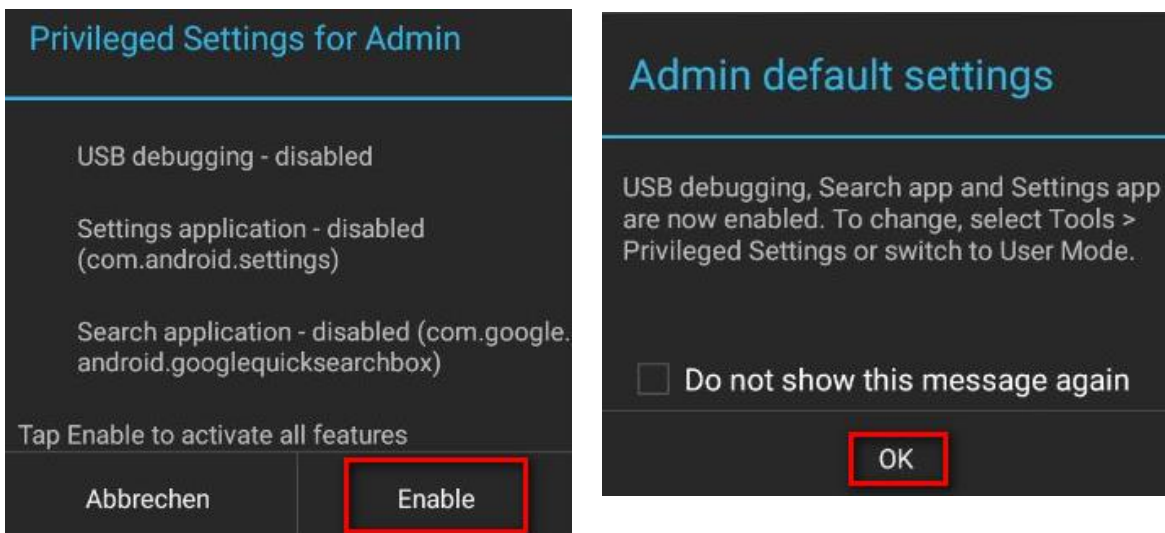 Privileged Settings for Admin
USB debugging - disabled
Settings application - disabled
(com.android.settings)
Search application - disabled (com.google.
android.googlequicksearchbox)
Tap Enable to activate all features
Abbrechen
Enable
Admin default settings
USB debugging, Search app and Settings app
are now enabled. To change, select Tools >
Privileged Settings or switch to User Mode.
Do not show this message again
OK